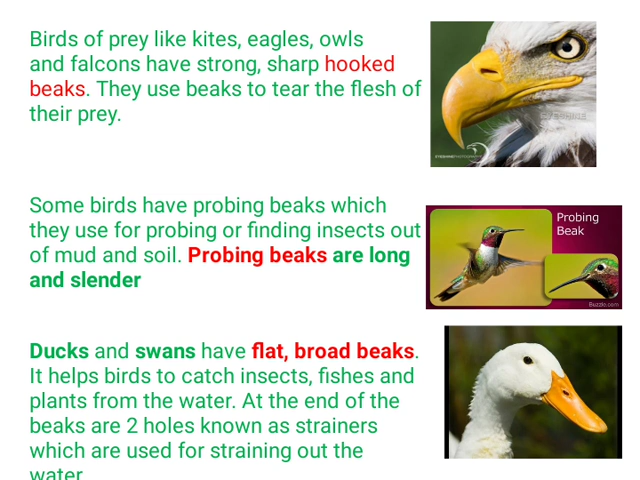 Birds of prey like kites, eagles, owls
and falcons have strong, sharp hooked
beaks. They use beaks to tear the flesh of
their prey.
Some birds have probing beaks which
they use for probing or finding insects out
of mud and soil. Probing beaks are long
and slender
Probing
Beak
Buzzle.com
Ducks and swans have flat, broad beaks.
It helps birds to catch insects, fishes and
plants from the water. At the end of the
beaks are 2 holes known as strainers
which are used for straining out the
water